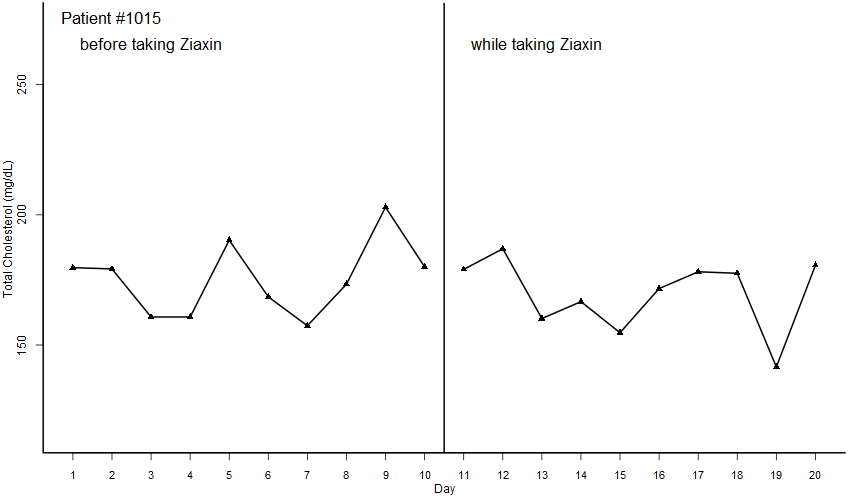 Patient #1015
before taking Ziaxin
while taking Ziaxin
Total Cholesterol (mg/dL)
250
200
150
1 2 3 4 5 6 7 8 9 10 11 12 13 14 15 16 17 18 19 20
Day